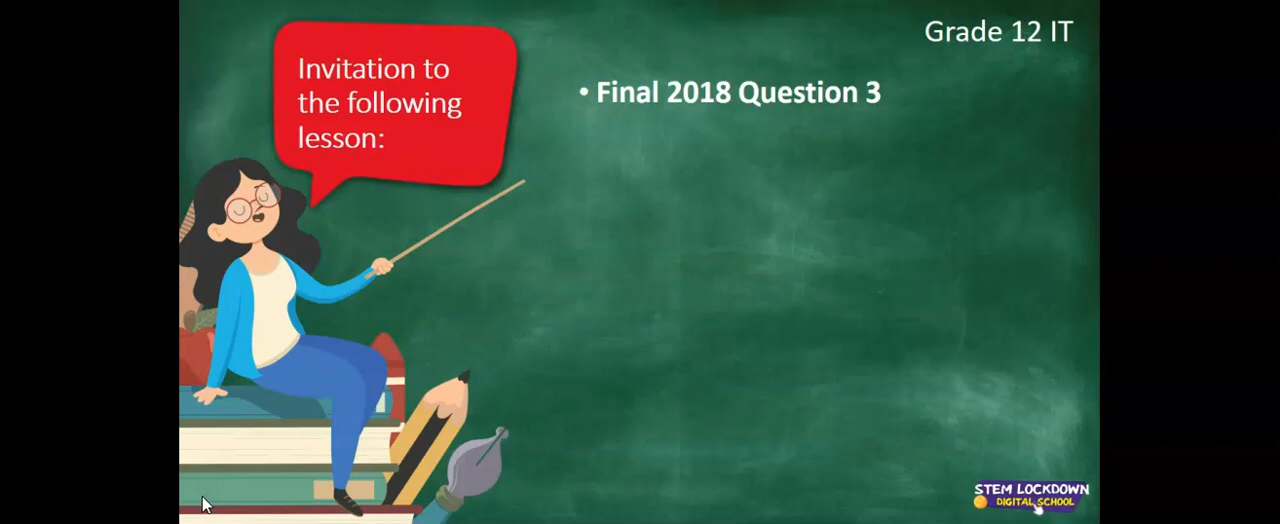 Grade 12 IT
Invitation to
the following
lesson:
• Final 2018 Question 3
STEM LOCKDOWN
DIGITAL SCHOOL